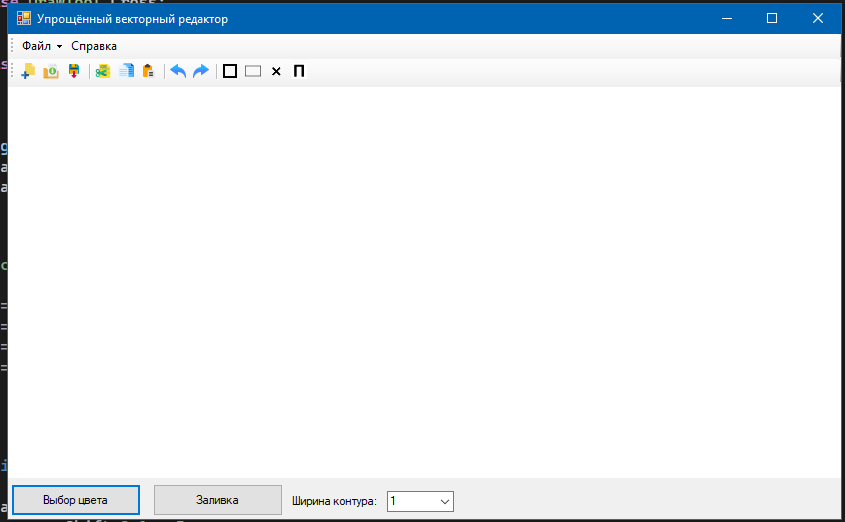 Упрощённый векторный редактор
Файл Справка
П
Выбор цвета Заливка Ширина контура: 1